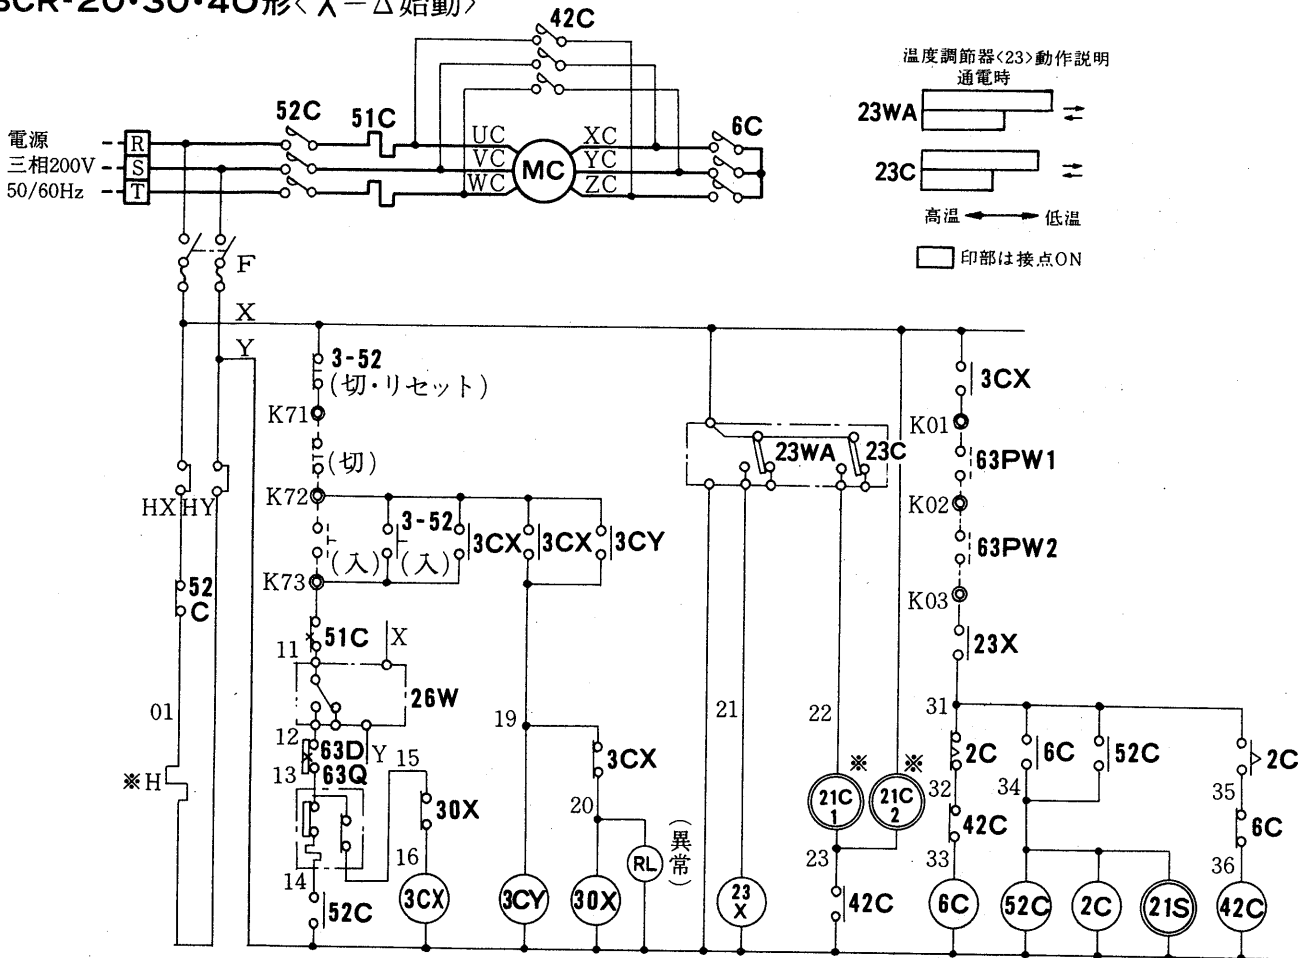 SCR-20・30・40形〈人-△始動〉
42C
温度調節器〈23〉動作説明
通電時
52C
51C
23WA
6C
電源
R
UC
XC
三相200V
S
VC
MC
YC
23C
50/60Hz
T
WC
ZC
高温
低温
F
印部は接点ON
X
Y
3-52
(切・リセット)
3CX
K71
K01
23WA
23C
63PW1
(切)
K72
K02
HX
HY
3-52
3CX
3CX
3CY
63PW2
(入)
(入)
K73
52
C
K03
51C
X
23X
11
26W
01
19
21
22
31
12
63D
Y
15
2C
6C
52C
2C
※H
13
63Q
3CX
※
※
30X
20
21C
1
21C
2
32
34
35
42C
6C
(異常)
16
RL
23
33
36
14
3CX
3CY
30X
23
X
42C
6C
52C
2C
21S
42C
52C